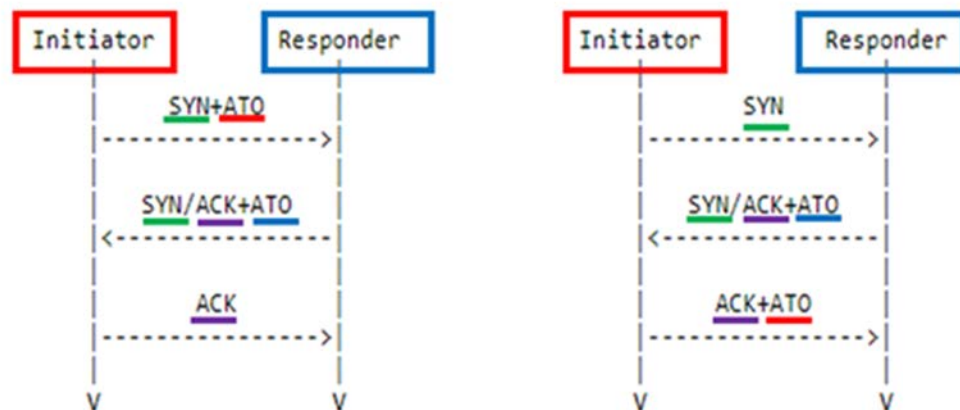 Initiator Responder Initiator Responder
SYN+ATO SYN
SYN/ACK+ATO SYN/ACK+ATO
ACK ACK+ATO
V V V V